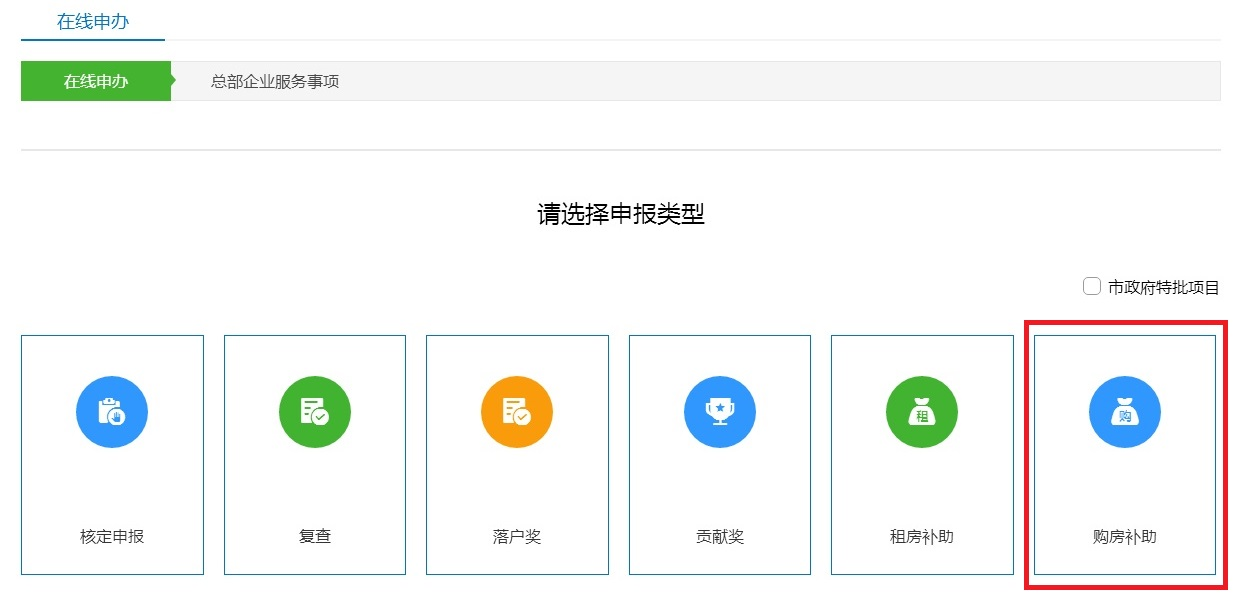 在线申办
在线申办 总部企业服务事项
请选择申报类型
市政府特批项目
租 购
核定申报 复查 落户奖 贡献奖 租房补助 购房补助